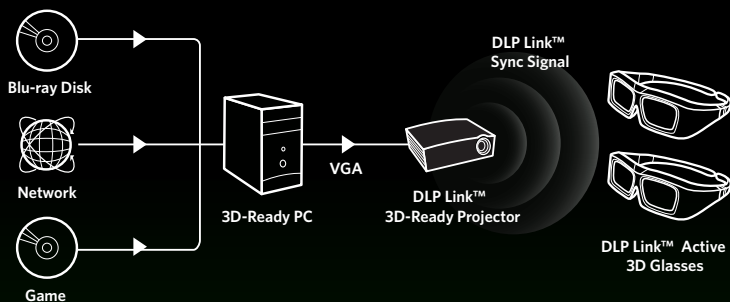 Blu-ray Disk
Network
Game
3D-Ready PC
VGA
DLP Link™
3D-Ready Projector
DLP Link™
Sync Signal
DLP Link™ Active
3D Glasses